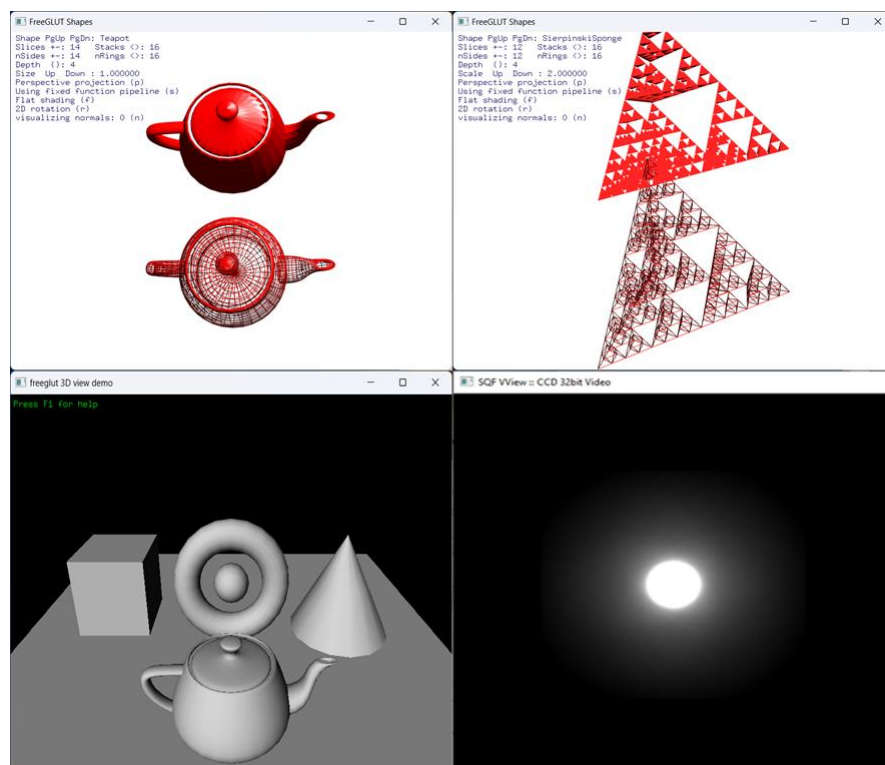 FreeGLUT Shapes
Shape PgUp PgDn: Teapot
Slices +-: 14   Stacks <>: 16
nSides +-: 14   nRings <>: 16
Depth  (): 4
Size  Up  Down : 1.000000
Perspective projection (p)
Using fixed function pipeline (s)
Flat shading (f)
2D rotation (r)
visualizing normals: 0 (n)
FreeGLUT Shapes
Shape PgUp PgDn: SierpinskiSponge
Slices +-: 12   Stacks <>: 16
nSides +-: 12   nRings <>: 16
Depth  (): 4
Scale  Up  Down : 2.000000
Perspective projection (p)
Using fixed function pipeline (s)
Flat shading (f)
2D rotation (r)
visualizing normals: 0 (n)
freeglut 3D view demo
Press F1 for help
SQF VView :: CCD 32bit Video